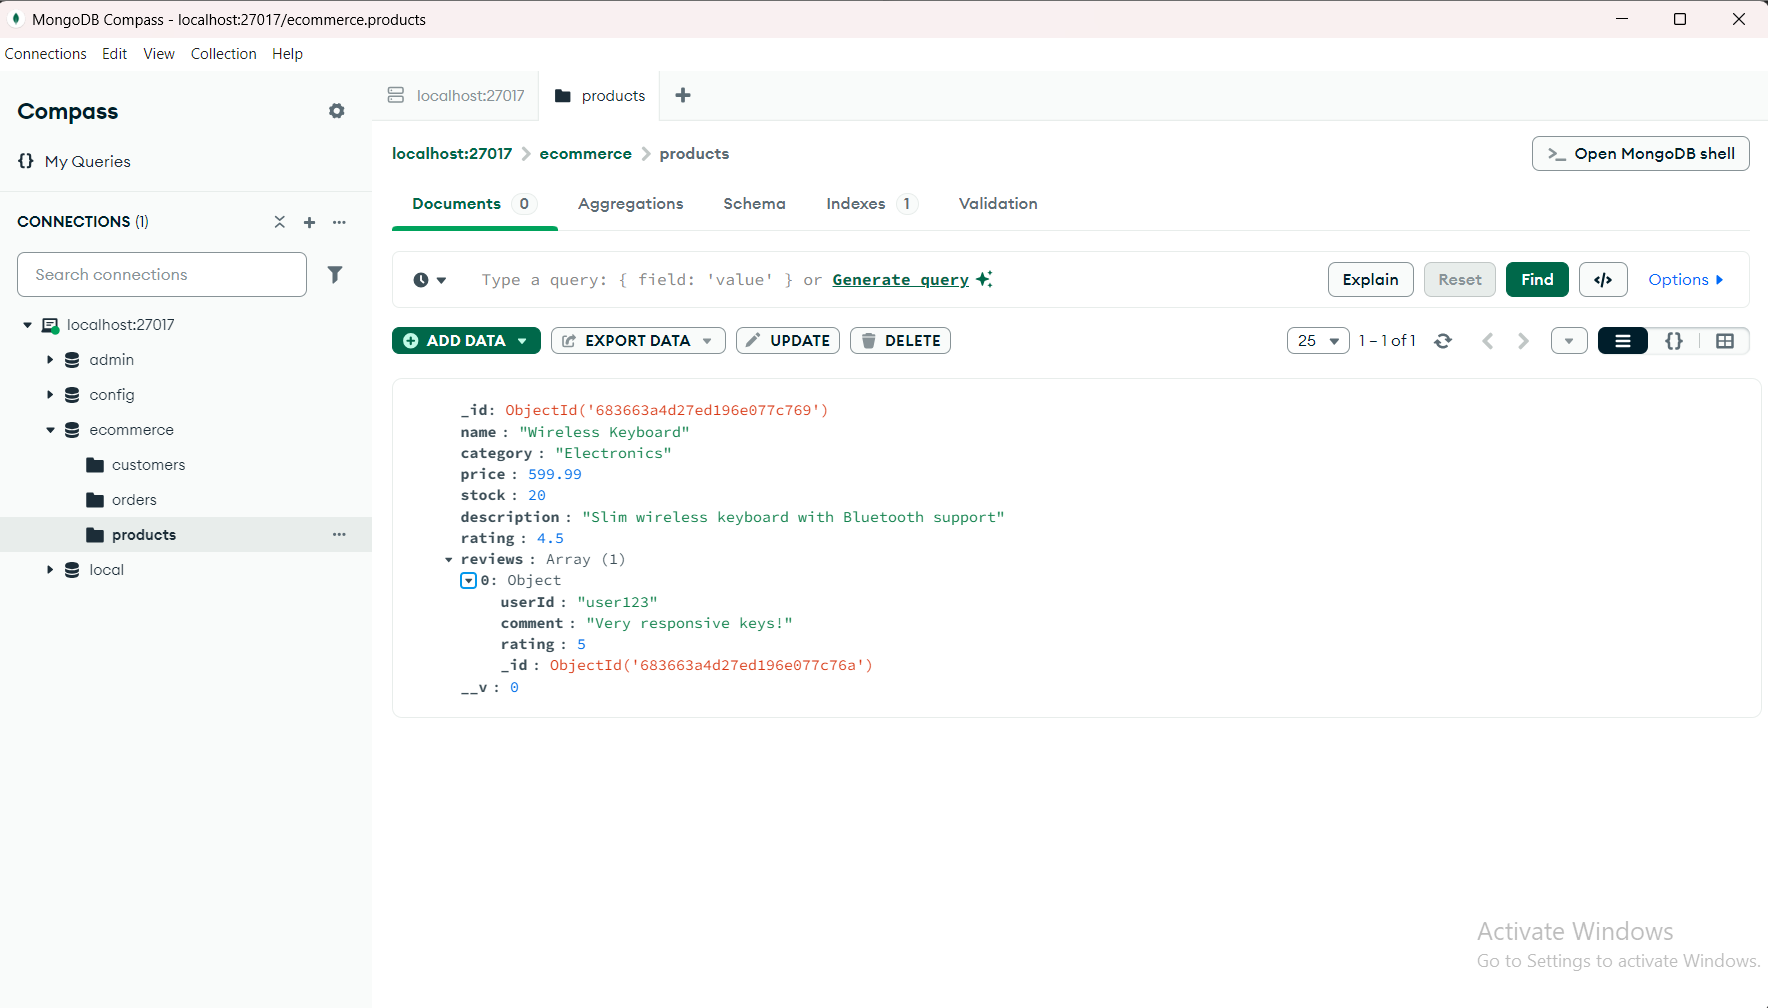 MongoDB Compass - localhost:27017/ecommerce.products
Connections Edit View Collection Help
Compass
{} My Queries
CONNECTIONS (1)
Search connections
localhost:27017
admin
config
ecommerce
customers
orders
products
local
localhost:27017 products
localhost:27017 > ecommerce > products
>_ Open MongoDB shell
Documents 0 Aggregations Schema Indexes 1 Validation
Type a query: { field: 'value' } or Generate query
Explain Reset Find </> Options
ADD DATA EXPORT DATA UPDATE DELETE
25 1 – 1 of 1 {}
_id: ObjectId('683663a4d27ed196e077c769')
name : "Wireless Keyboard"
category : "Electronics"
price : 599.99
stock : 20
description : "Slim wireless keyboard with Bluetooth support"
rating : 4.5
reviews : Array (1)
0: Object
userId : "user123"
comment : "Very responsive keys!"
rating : 5
_id : ObjectId('683663a4d27ed196e077c76a')
__v : 0
Activate Windows
Go to Settings to activate Windows.